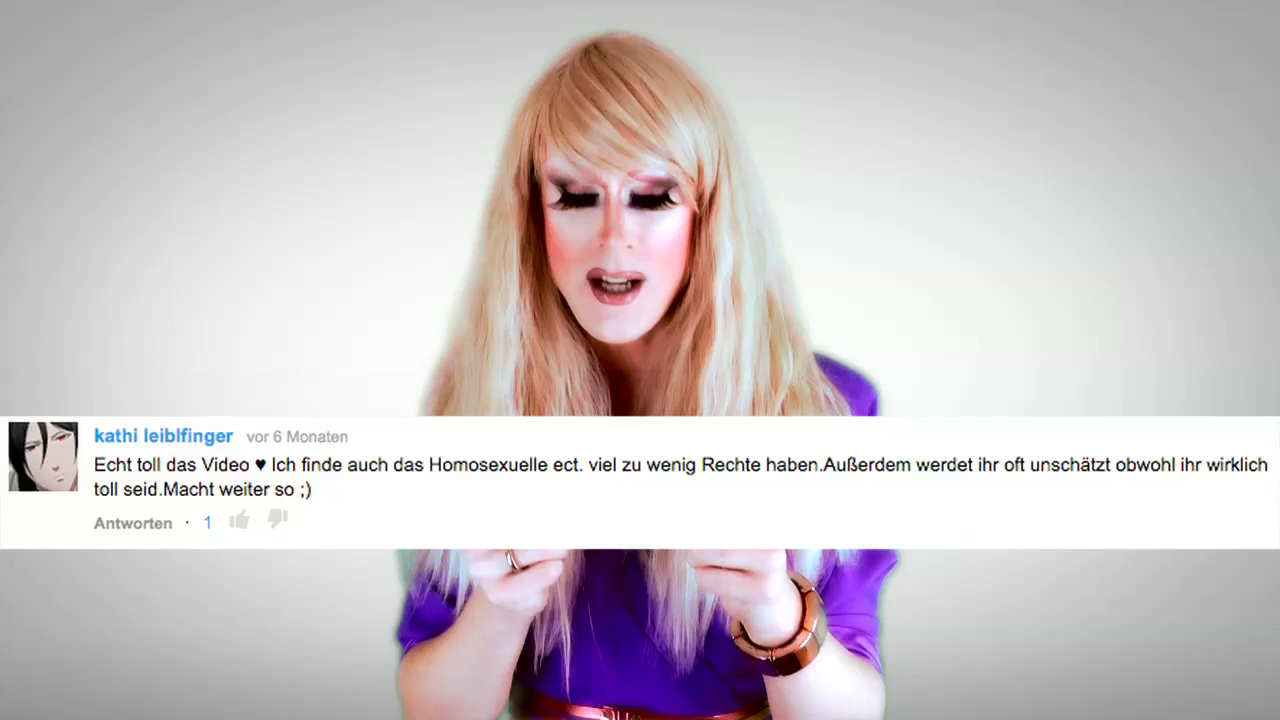 kathi leiblfinger vor 6 Monaten
Echt toll das Video ♥ Ich finde auch das Homosexuelle ect. viel zu wenig Rechte haben.Außerdem werdet ihr oft unschätzt obwohl ihr wirklich
toll seid.Macht weiter so ;)
Antworten · 1